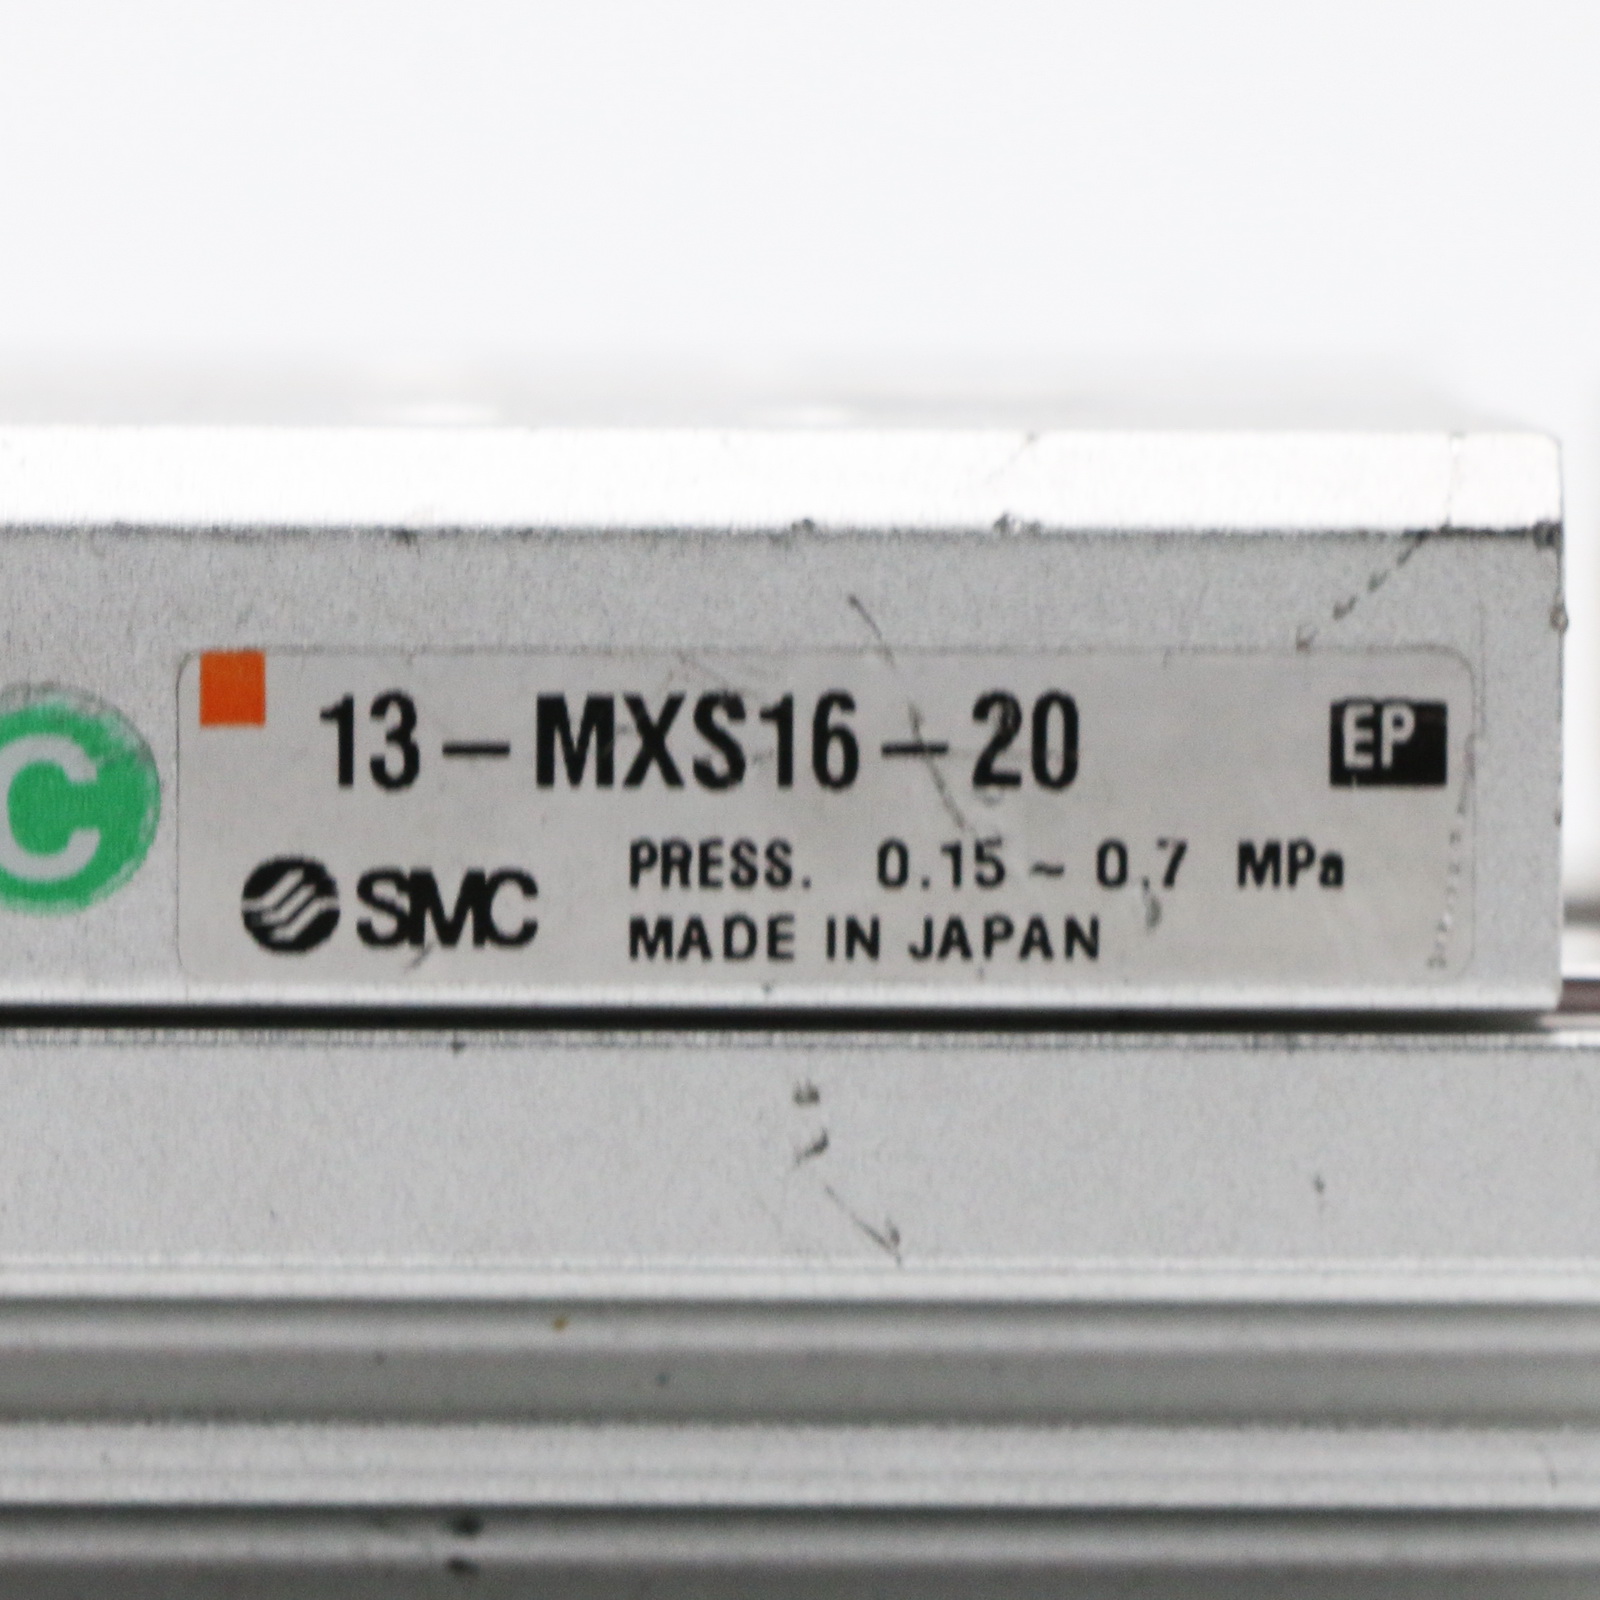 13-MXS16-20
EP
C
SMC
PRESS. 0.15 ~ 0.7 MPa
MADE IN JAPAN